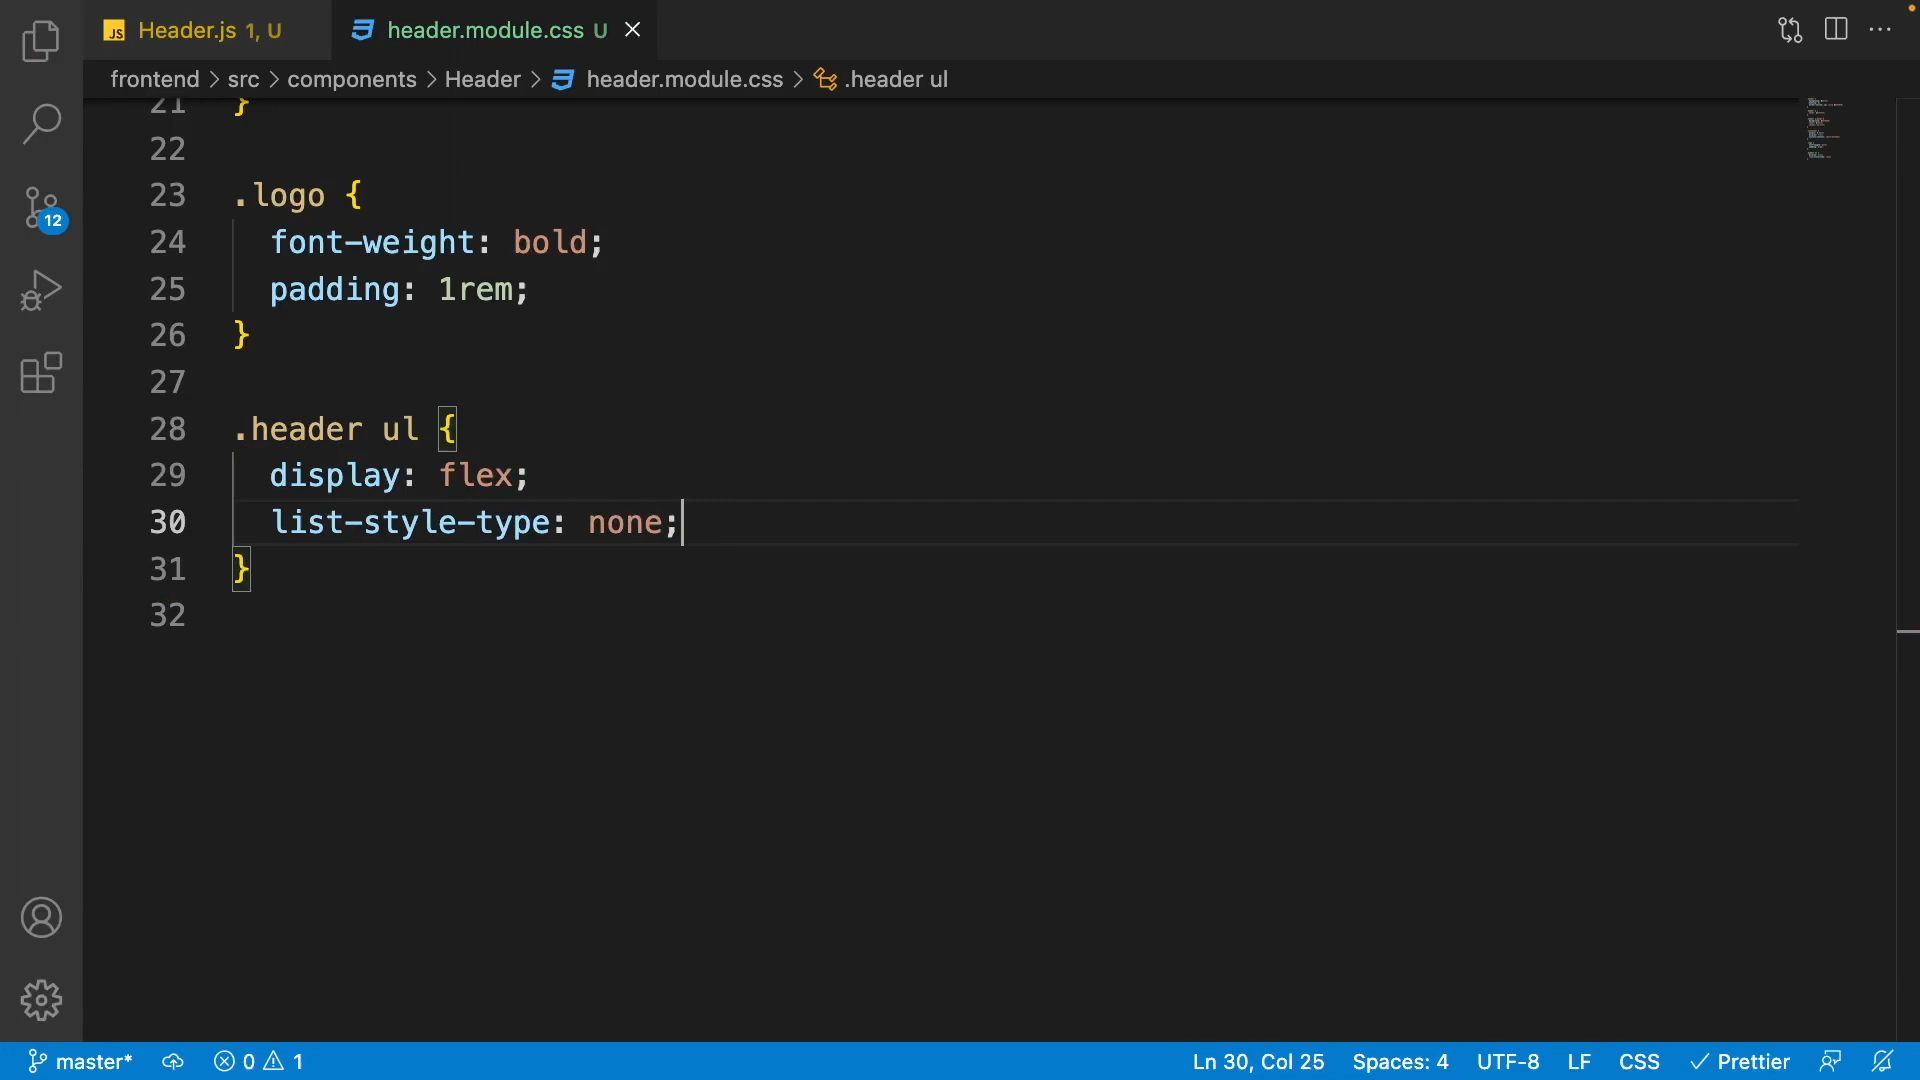 Header.js 1, U
header.module.css U
frontend > src > components > Header > header.module.css > .header ul
21 }
22
23 .logo {
24 font-weight: bold;
25 padding: 1rem;
26 }
27
28 .header ul {
29 display: flex;
30 list-style-type: none;
31 }
32
12
master* 0 1 Ln 30, Col 25 Spaces: 4 UTF-8 LF CSS Prettier